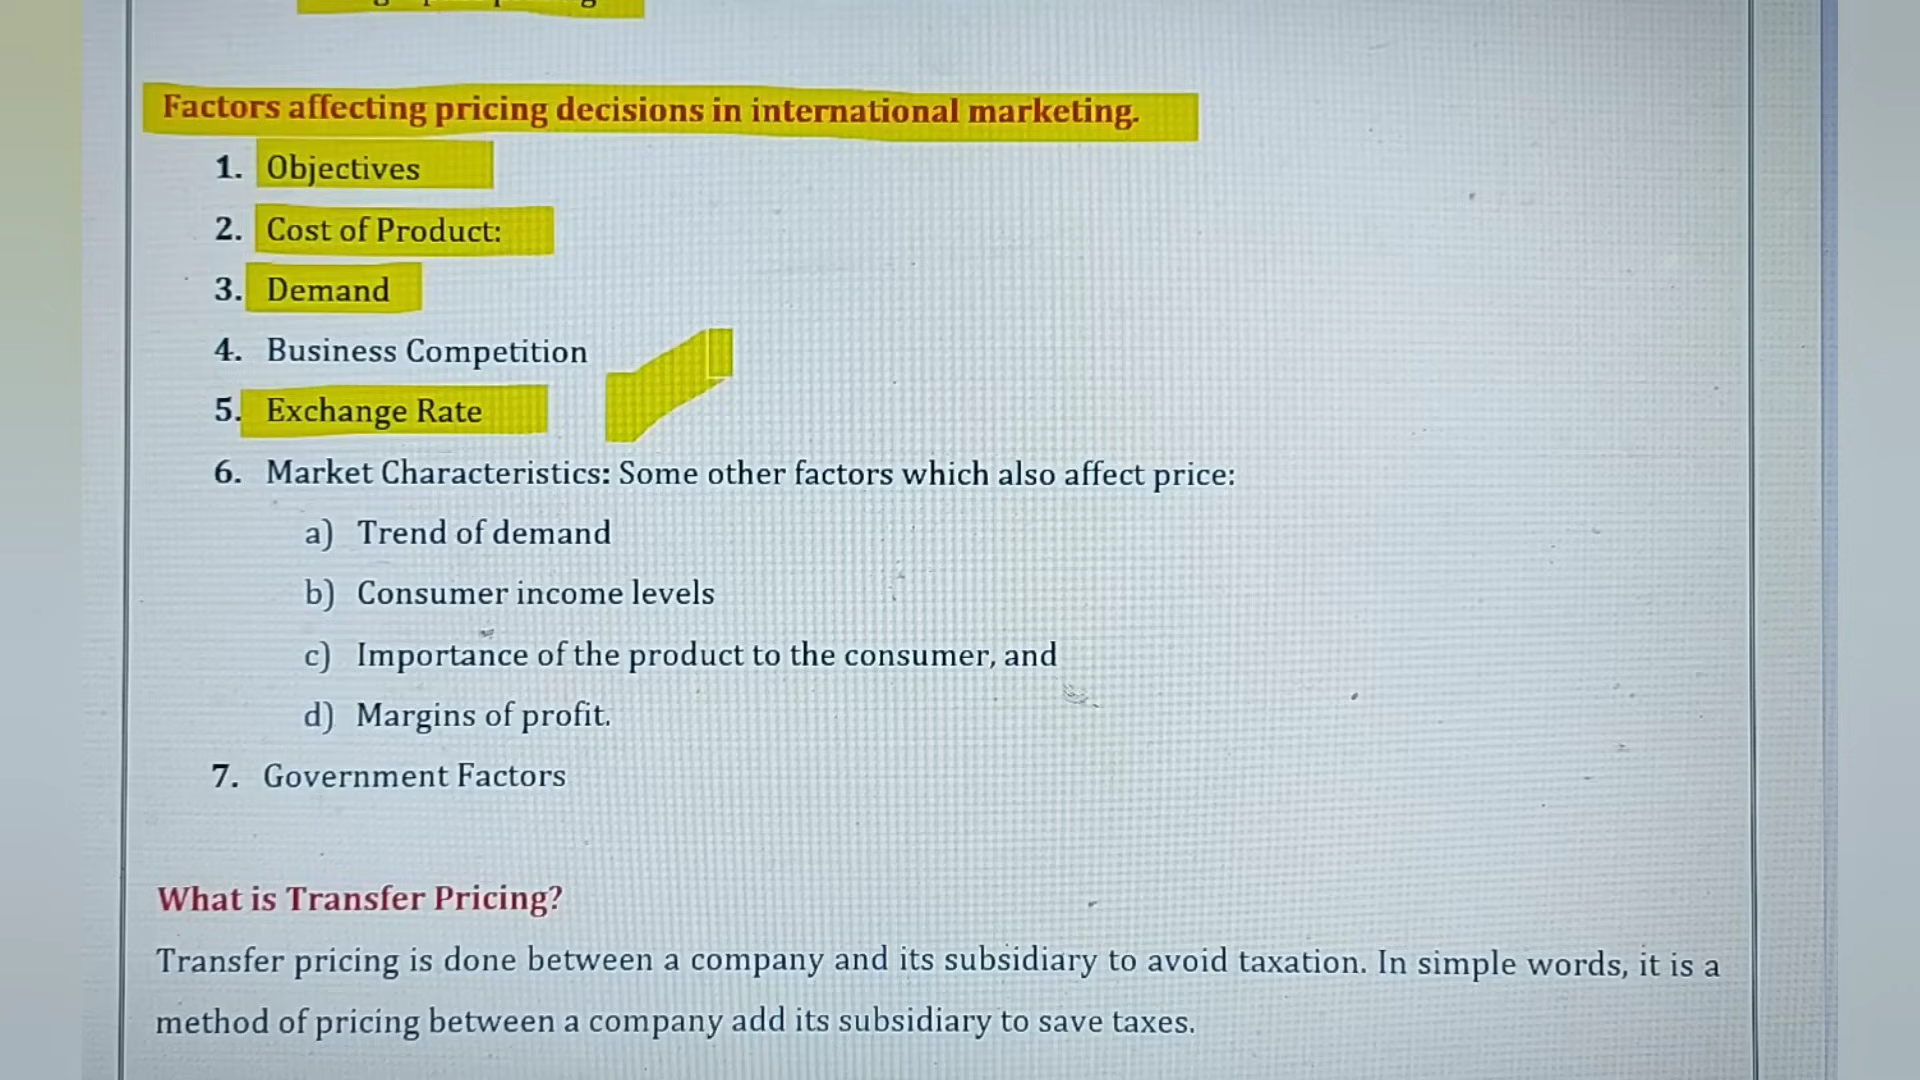 Factors affecting pricing decisions in international marketing.
1. Objectives
2. Cost of Product:
3. Demand
4. Business Competition
5. Exchange Rate
6. Market Characteristics: Some other factors which also affect price:
a) Trend of demand
b) Consumer income levels
c) Importance of the product to the consumer, and
d) Margins of profit.
7. Government Factors
What is Transfer Pricing?
Transfer pricing is done between a company and its subsidiary to avoid taxation. In simple words, it is a
method of pricing between a company add its subsidiary to save taxes.